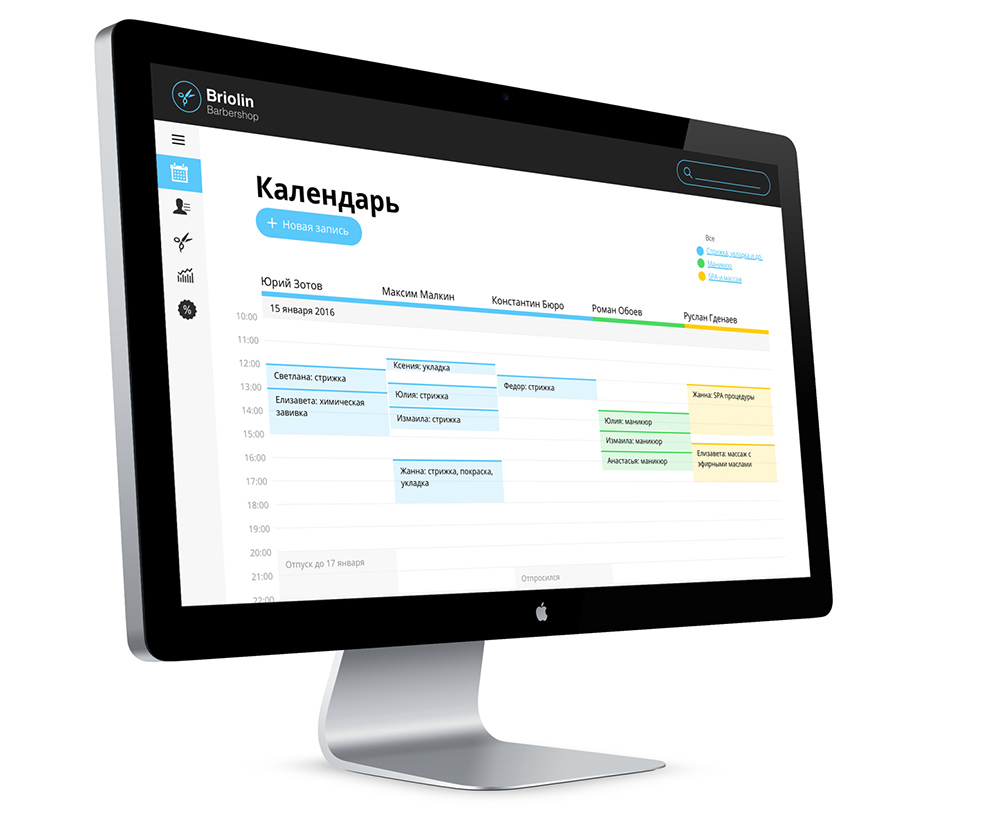 Briolin
Barbershop
Календарь
+ Новая запись
Все
Стрижка, укладка и др.
Маникюр
SPA и массаж
Юрий Зотов
Максим Малкин
Константин Бюро
Роман Обоев
Руслан Гденаев
15 января 2016
10:00
11:00
12:00
13:00
14:00
15:00
16:00
17:00
18:00
19:00
20:00
21:00
22:00
Светлана: стрижка
Елизавета: химическая
завивка
Ксения: укладка
Юлия: стрижка
Измаила: стрижка
Жанна: стрижка, покраска,
укладка
Федор: стрижка
Юлия: маникюр
Измаила: маникюр
Анастасья: маникюр
Жанна: SPA процедуры
Елизавета: массаж с
эфирными маслами
Отпуск до 17 января
Отпросился
%